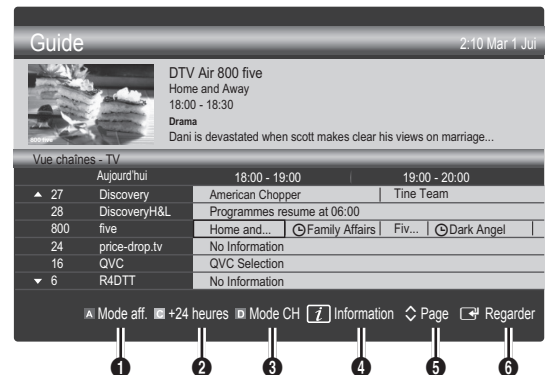 Guide 2:10 Mar 1 Jui
DTV Air 800 five
Home and Away
18:00 - 18:30
Drama
Dani is devastated when scott makes clear his views on marriage...
800 five
Vue chaînes - TV
Aujourd'hui 18:00 - 19:00 19:00 - 20:00
▲ 27 Discovery American Chopper Tine Team
28 DiscoveryH&L Programmes resume at 06:00
800 five Home and... Family Affairs Fiv... Dark Angel
24 price-drop.tv No Information
16 QVC QVC Selection
▼ 6 R4DTT No Information
A Mode aff. C +24 heures D Mode CH i Information Page Regarder
1 2 3 4 5 6